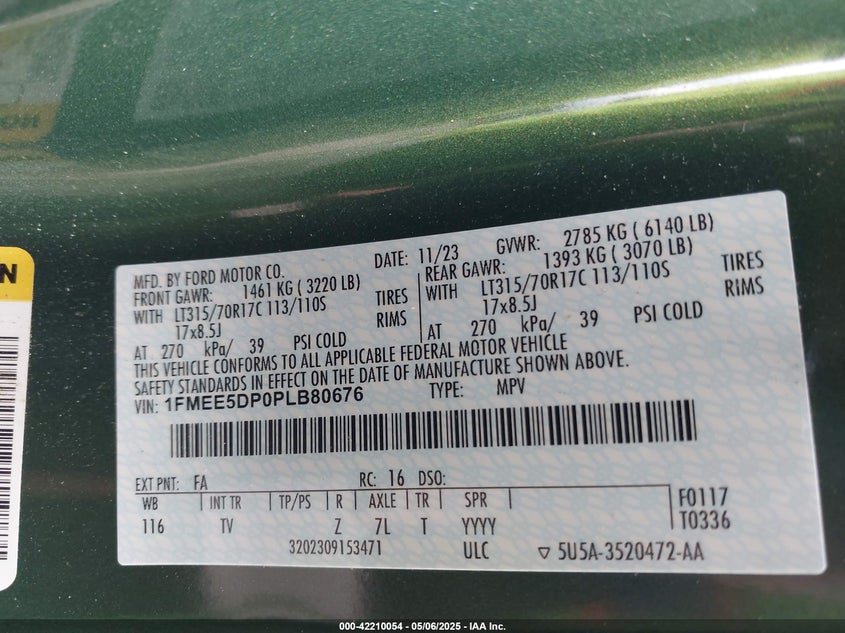 MFD. BY FORD MOTOR CO. DATE: 11/23 GVWR: 2785 KG ( 6140 LB)
FRONT GAWR: 1461 KG ( 3220 LB) REAR GAWR: 1393 KG ( 3070 LB)
WITH LT315/70R17C 113/110S TIRES WITH LT315/70R17C 113/110S TIRES
17x8.5J RIMS 17x8.5J RIMS
AT 270 kPa/ 39 PSI COLD AT 270 kPa/ 39 PSI COLD
THIS VEHICLE CONFORMS TO ALL APPLICABLE FEDERAL MOTOR VEHICLE
SAFETY STANDARDS IN EFFECT ON THE DATE OF MANUFACTURE SHOWN ABOVE.
VIN: 1FMEE5DP0PLB80676 TYPE: MPV
EXT PNT: FA RC: 16 DSO:
WB INT TR TP/PS R AXLE TR SPR F0117
116 TV Z 7L T YYYY T0336
3202309153471 ULC ▽ 5U5A-3520472-AA
N
000-42210054 - 05/06/2025 - IAA Inc.